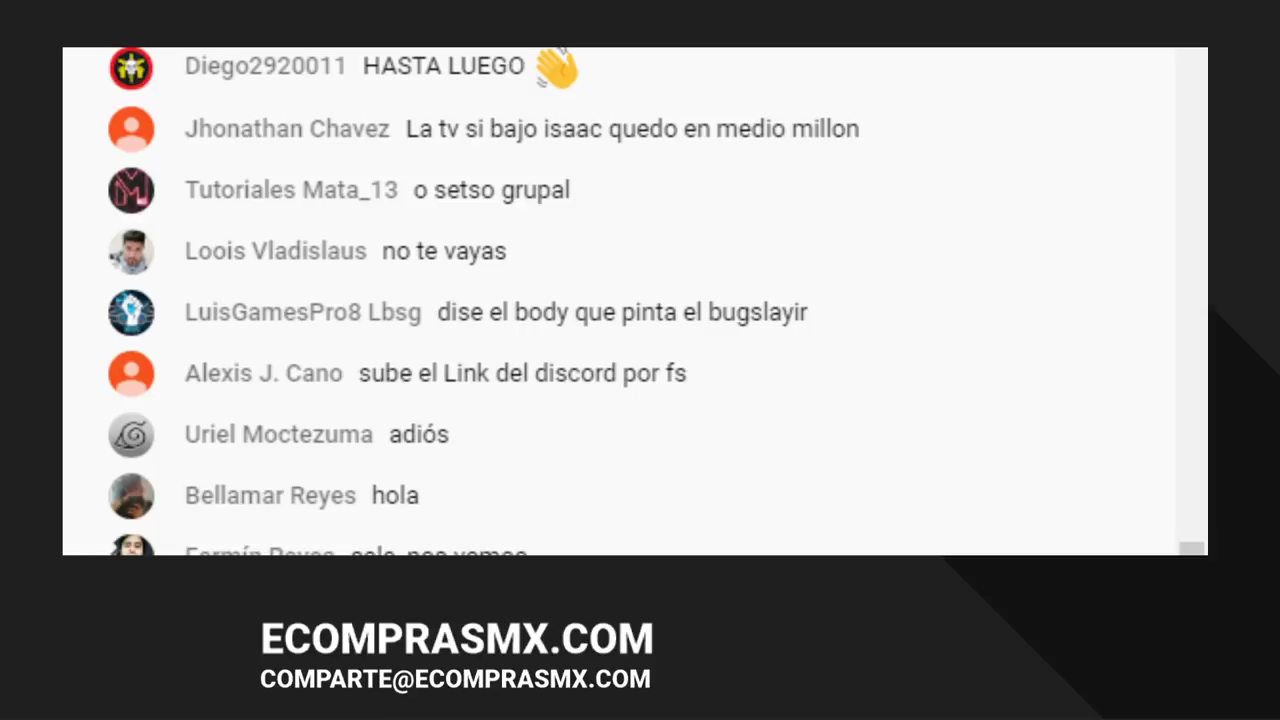 Diego2920011 HASTA LUEGO 👋
Jhonathan Chavez La tv si bajo isaac quedo en medio millon
Tutoriales Mata_13 o setso grupal
Loois Vladislaus no te vayas
LuisGamesPro8 Lbsg dise el body que pinta el bugslayir
Alexis J. Cano sube el Link del discord por fs
Uriel Moctezuma adiós
Bellamar Reyes hola
Fermín Reyes sale, nos vemos
ECOMPRASMX.COM
COMPARTE@ECOMPRASMX.COM